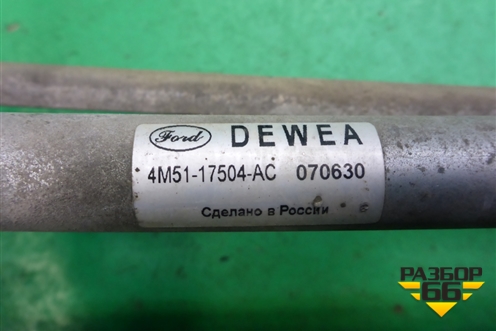 Ford DEWEA
4M51-17504-AC 070630
Сделано в России
РАЗБОР
66